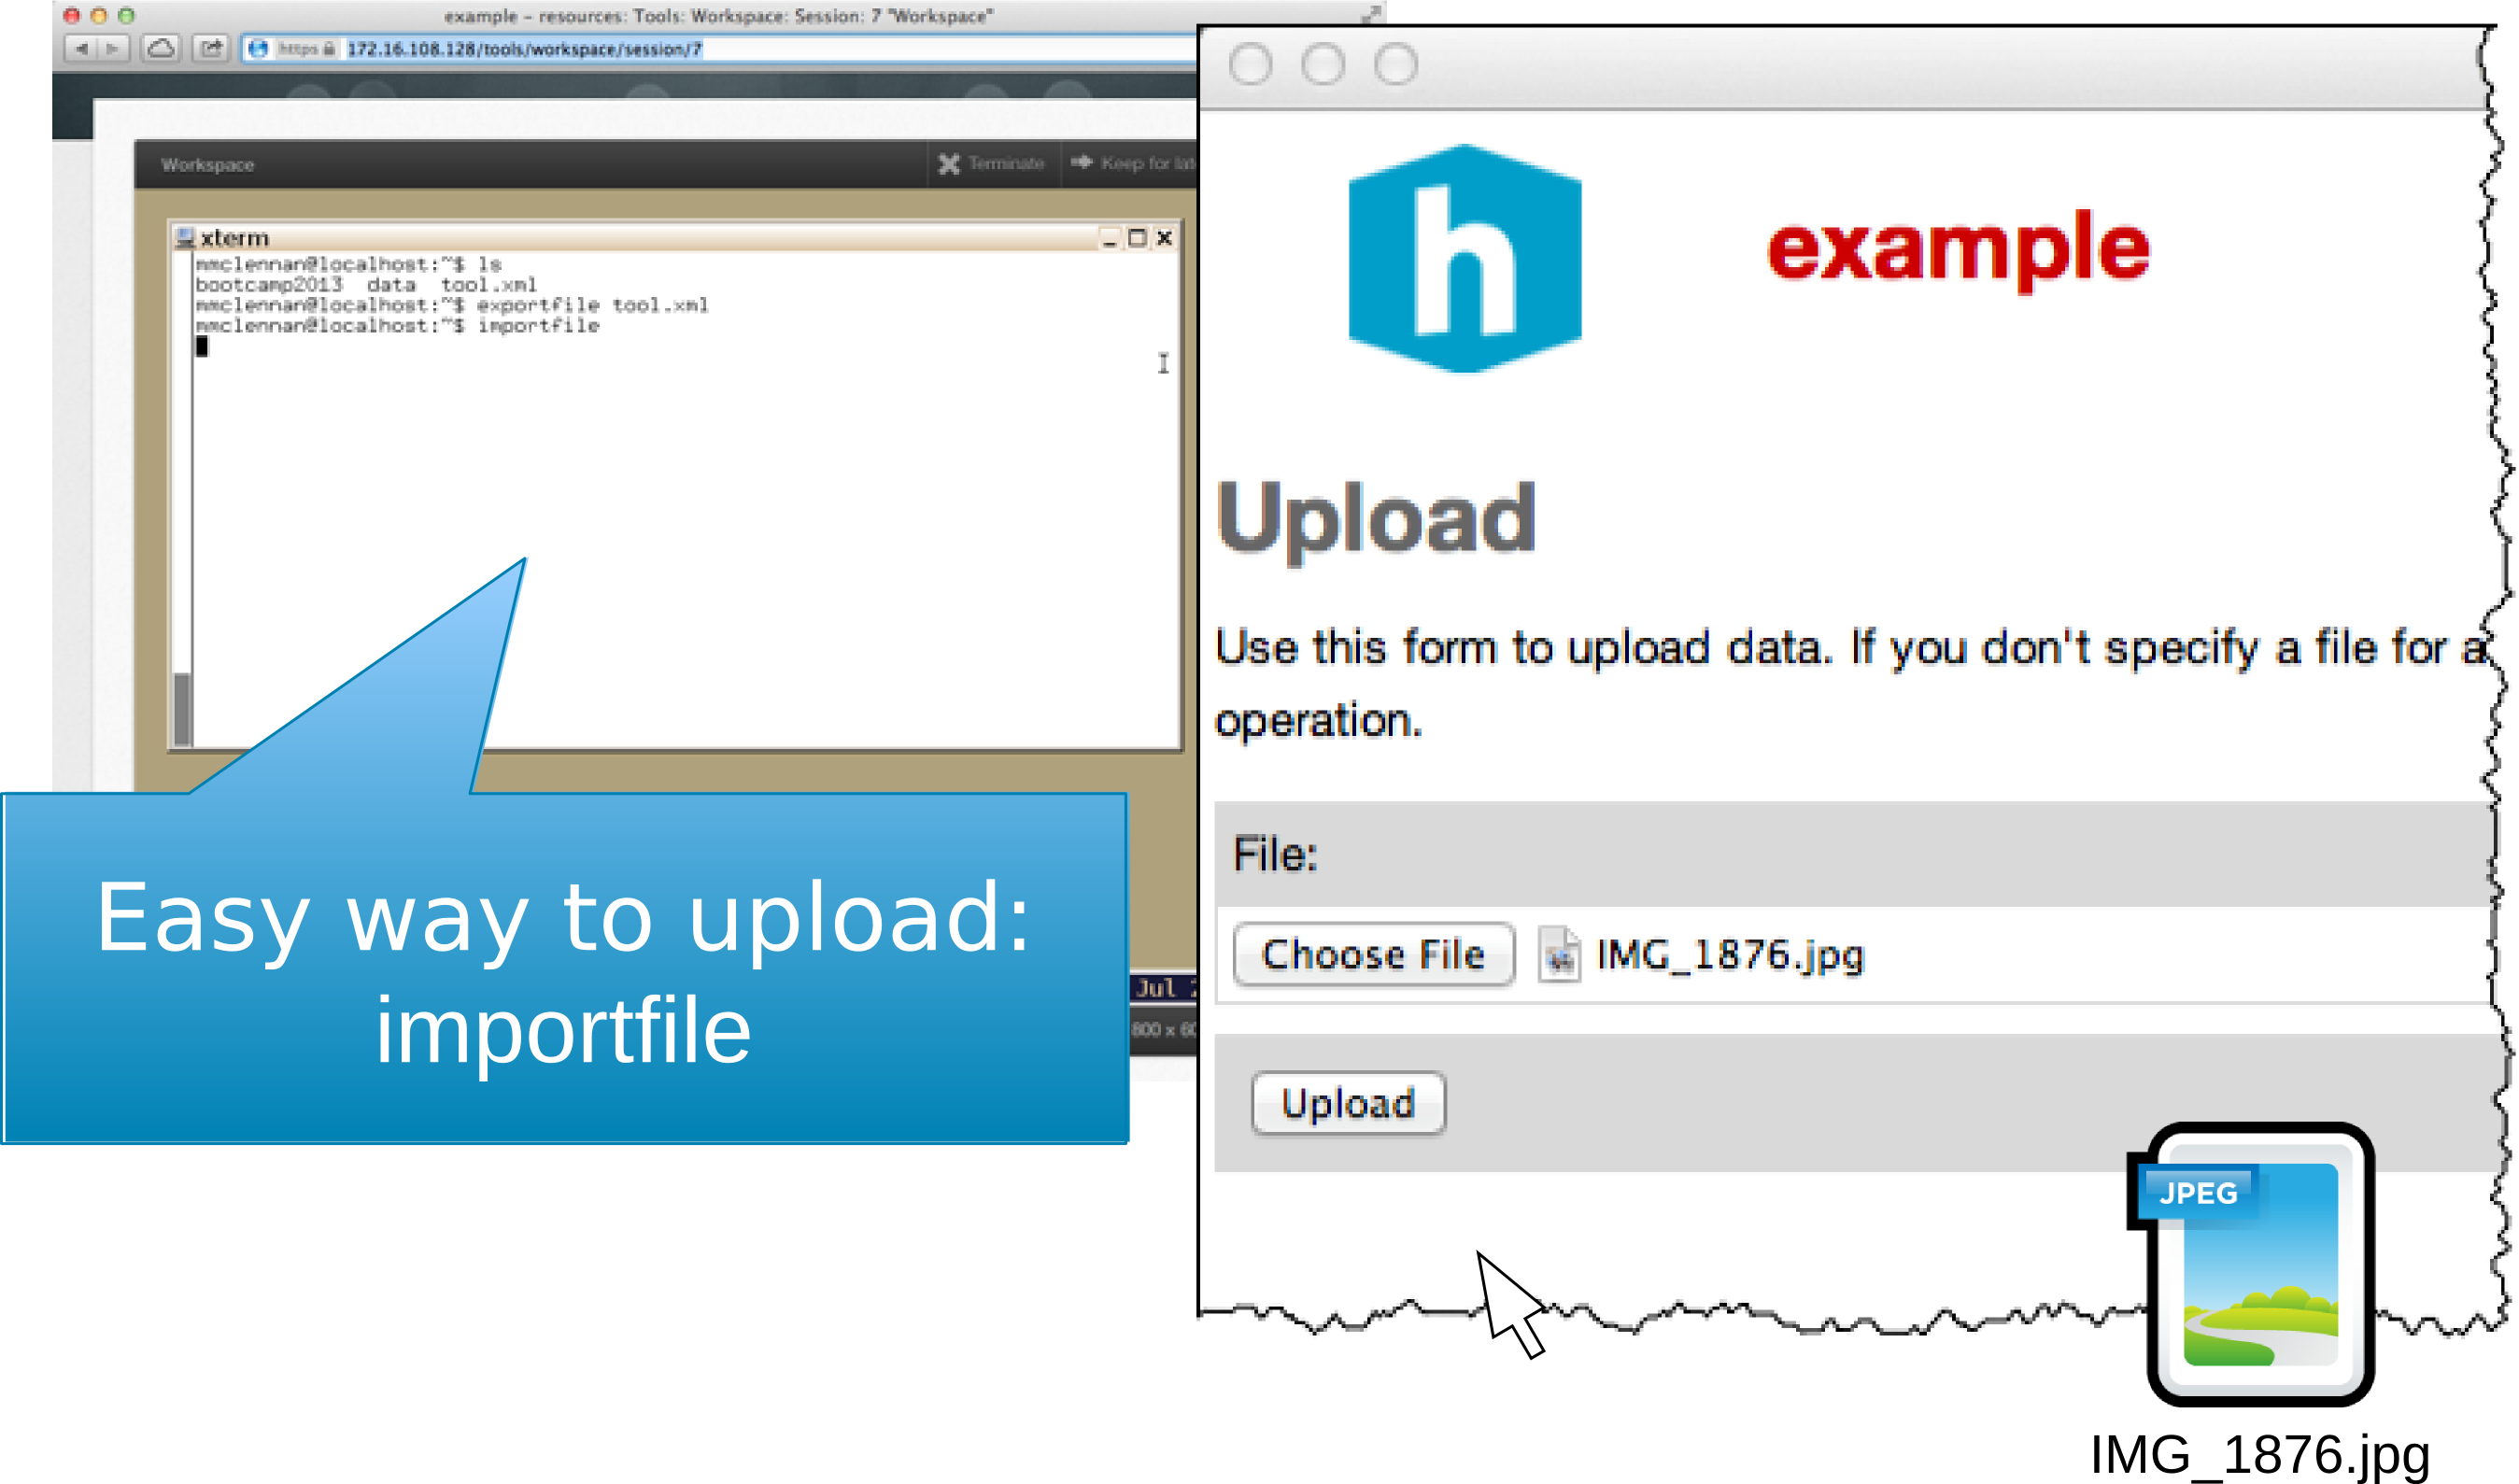 example – resources: Tools: Workspace: Session: 7 "Workspace"
https 172.16.108.128/tools/workspace/session/7
Workspace
Terminate
Keep for
xterm
mmclennan@localhost:~$ ls
bootcamp2013 data tool.xml
mmclennan@localhost:~$ exportfile tool.xml
mmclennan@localhost:~$ importfile
Easy way to upload:
importfile
Jul
800 x
h
example
Upload
Use this form to upload data. If you don't specify a file for a
operation.
File:
Choose File IMG_1876.jpg
Upload
JPEG
IMG_1876.jpg